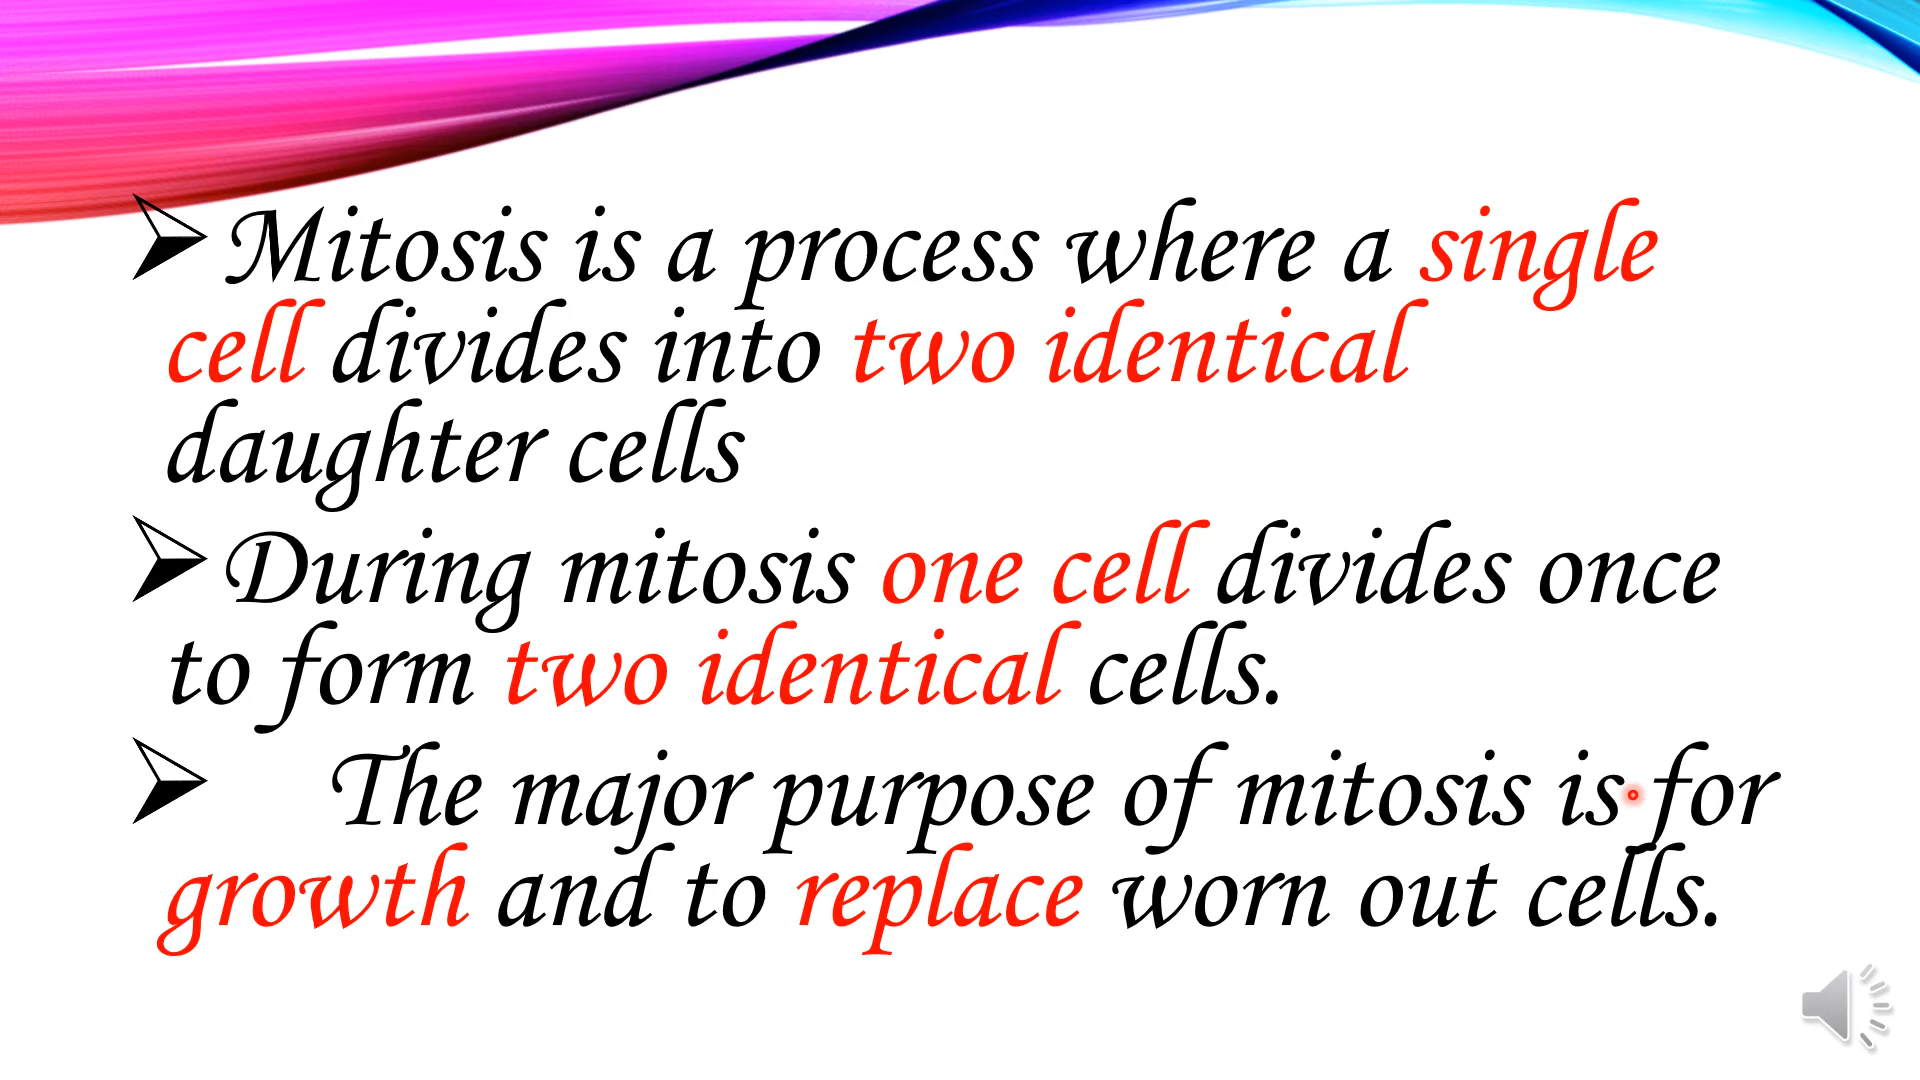 Mitosis is a process where a single
cell divides into two identical
daughter cells
During mitosis one cell divides once
to form two identical cells.
The major purpose of mitosis is for
growth and to replace worn out cells.